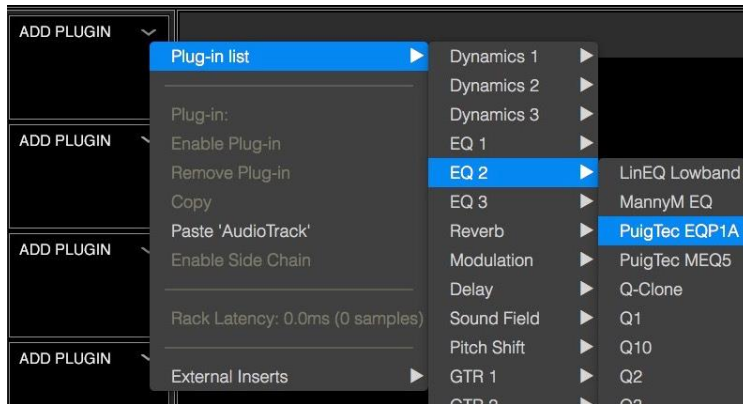 ADD PLUGIN
ADD PLUGIN
ADD PLUGIN
ADD PLUGIN
Plug-in list
Plug-in:
Enable Plug-in
Remove Plug-in
Copy
Paste 'AudioTrack'
Enable Side Chain
Rack Latency: 0.0ms (0 samples)
External Inserts
Dynamics 1
Dynamics 2
Dynamics 3
EQ 1
EQ 2
EQ 3
Reverb
Modulation
Delay
Sound Field
Pitch Shift
GTR 1
GTR 2
LinEQ Lowband
MannyM EQ
PuigTec EQP1A
PuigTec MEQ5
Q-Clone
Q1
Q10
Q2
Q3